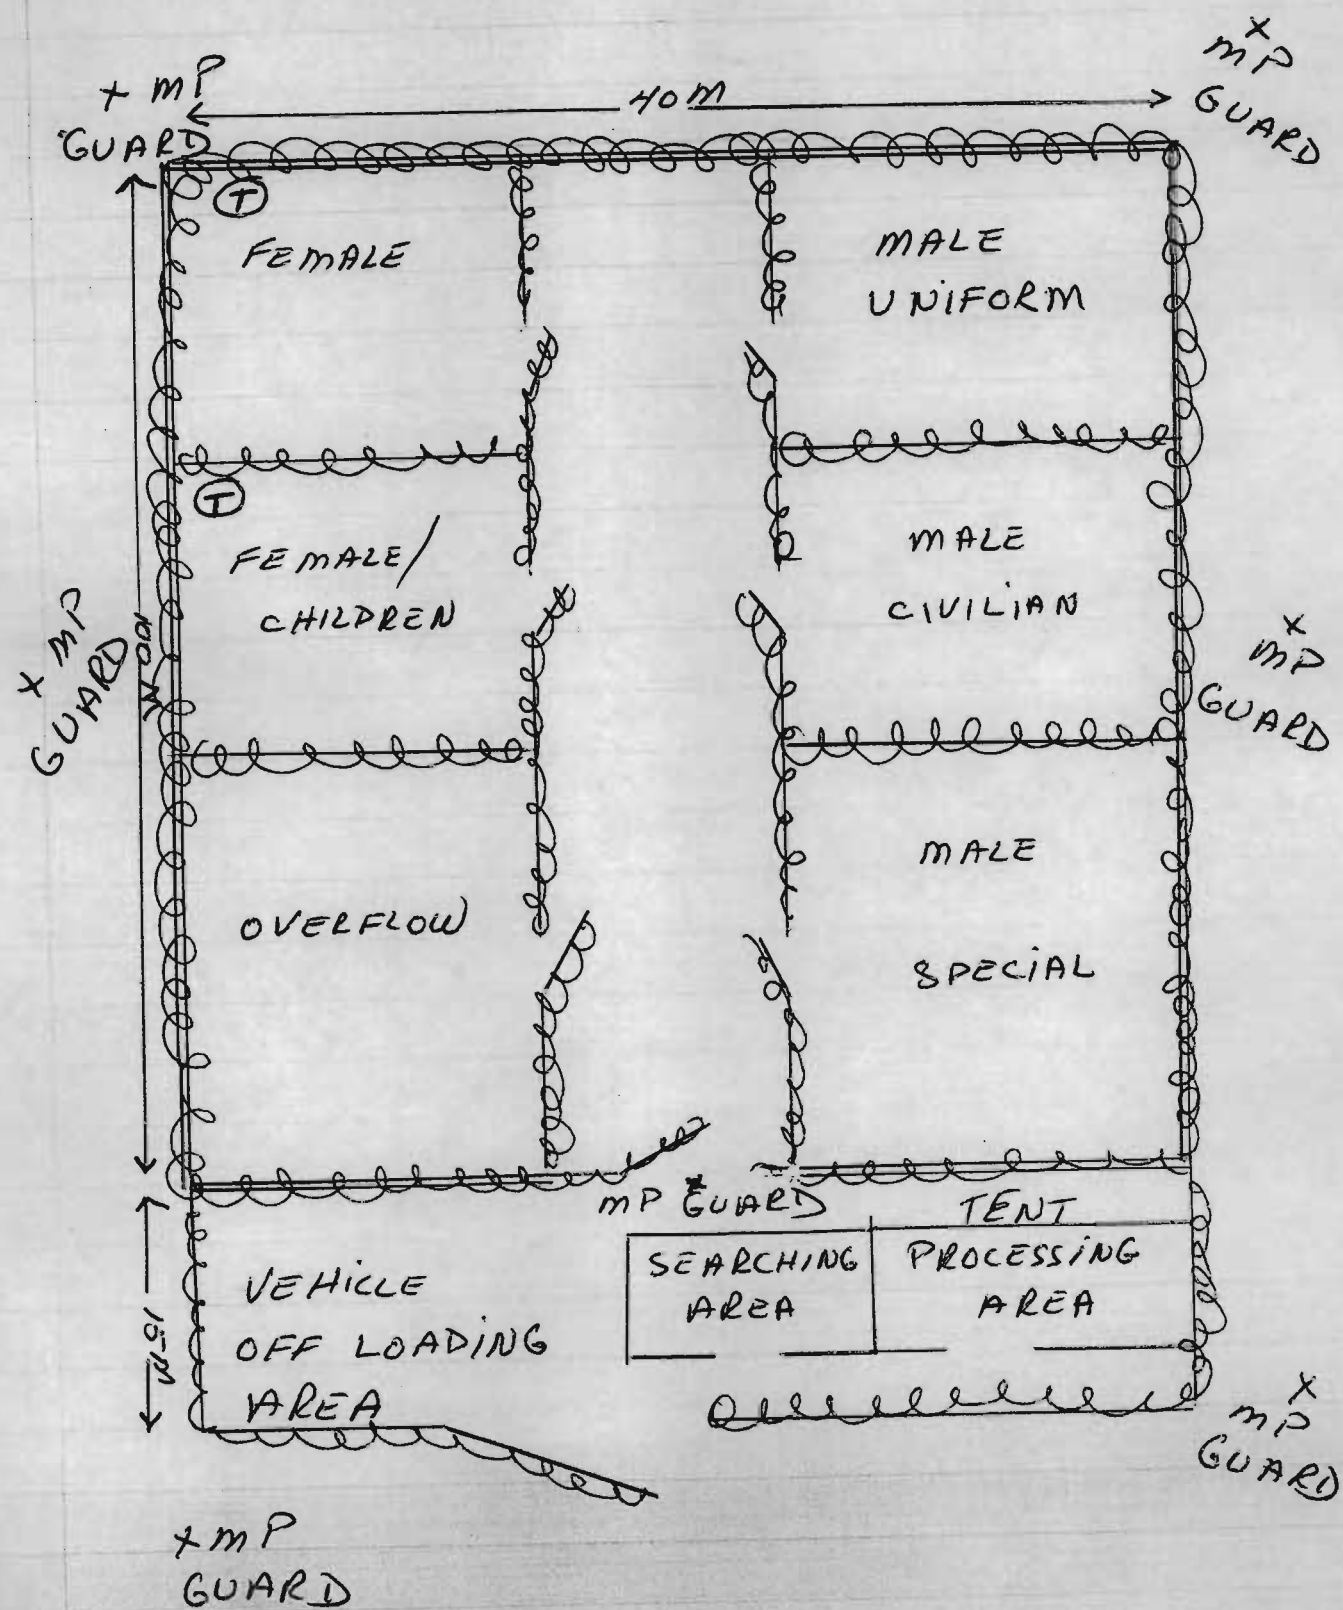 x MP
GUARD
40M
x
MP
GUARD
T
FEMALE
MALE
UNIFORM
T
FEMALE/
CHILDREN
MALE
CIVILIAN
x MP
GUARD
100M
x
MP
GUARD
OVERFLOW
MALE
SPECIAL
MP GUARD
TENT
SEARCHING
AREA
PROCESSING
AREA
VEHICLE
OFF LOADING
AREA
x
MP
GUARD
x MP
GUARD